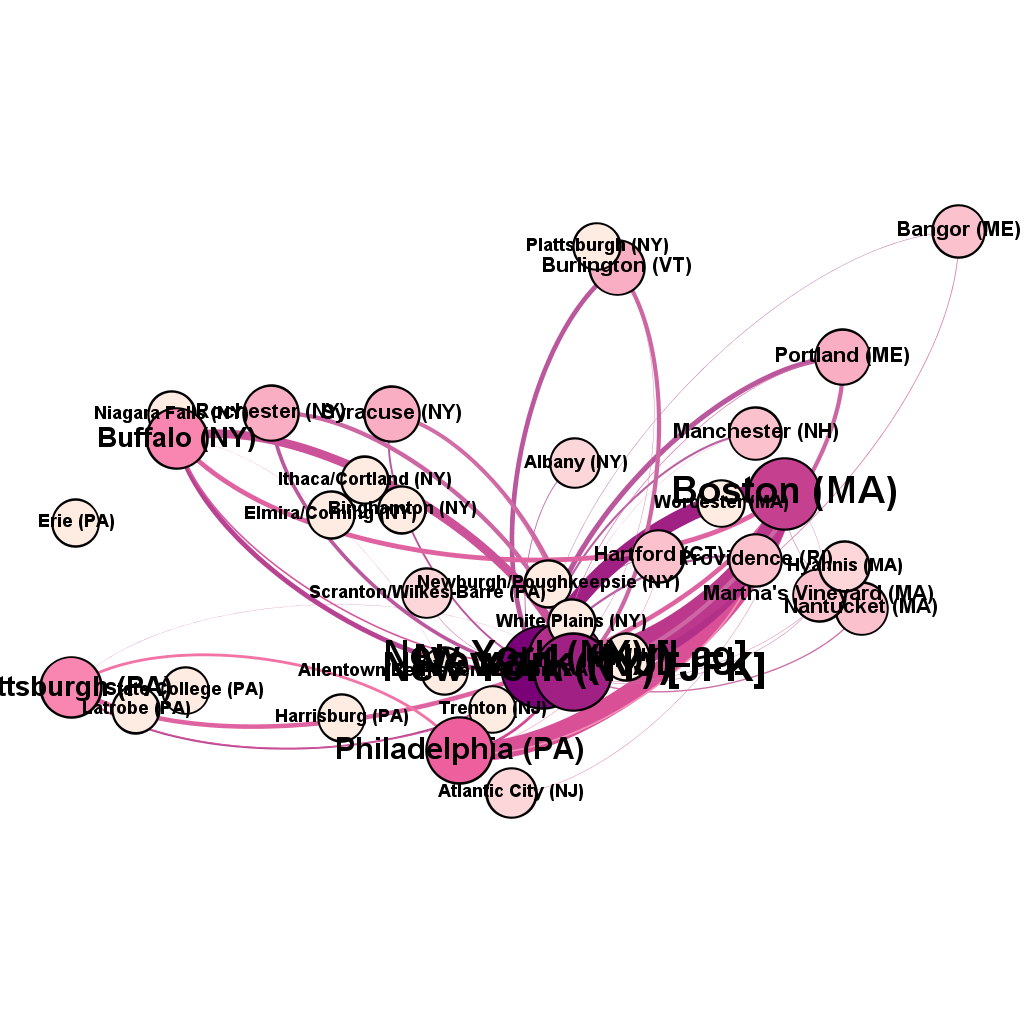 Bangor (ME)
Plattsburgh (NY)
Burlington (VT)
Portland (ME)
Niagara Falls (NY)
Rochester (NY)
Syracuse (NY)
Buffalo (NY)
Manchester (NH)
Albany (NY)
Ithaca/Cortland (NY)
Boston (MA)
Worcester (MA)
Binghamton (NY)
Elmira/Corning (NY)
Erie (PA)
Hartford (CT)
Providence (RI)
Hyannis (MA)
Newburgh/Poughkeepsie (NY)
Scranton/Wilkes-Barre (PA)
Martha's Vineyard (MA)
Nantucket (MA)
White Plains (NY)
New York (NY)
Allentown
New York (NY) [JFK]
ttsburgh (PA)
State College (PA)
Latrobe (PA)
Harrisburg (PA)
Trenton (NJ)
Philadelphia (PA)
Atlantic City (NJ)